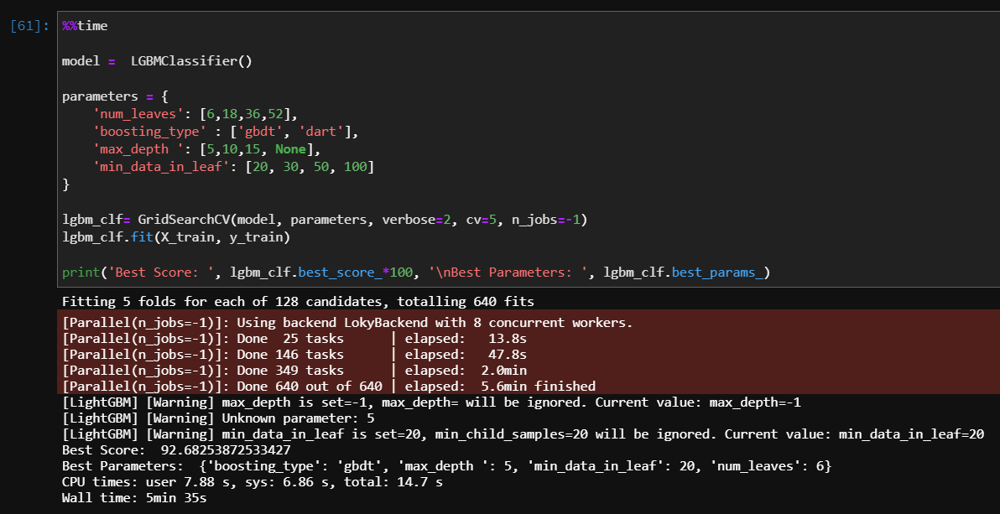 [61]: %%time
model =  LGBMClassifier()
parameters = {
    'num_leaves': [6,18,36,52],
    'boosting_type' : ['gbdt', 'dart'],
    'max_depth ': [5,10,15, None],
    'min_data_in_leaf': [20, 30, 50, 100]
}
lgbm_clf= GridSearchCV(model, parameters, verbose=2, cv=5, n_jobs=-1)
lgbm_clf.fit(X_train, y_train)
print('Best Score: ', lgbm_clf.best_score_*100, '\nBest Parameters: ', lgbm_clf.best_params_)
Fitting 5 folds for each of 128 candidates, totalling 640 fits
[Parallel(n_jobs=-1)]: Using backend LokyBackend with 8 concurrent workers.
[Parallel(n_jobs=-1)]: Done  25 tasks      | elapsed:   13.8s
[Parallel(n_jobs=-1)]: Done 146 tasks      | elapsed:   47.8s
[Parallel(n_jobs=-1)]: Done 349 tasks      | elapsed:  2.0min
[Parallel(n_jobs=-1)]: Done 640 out of 640 | elapsed:  5.6min finished
[LightGBM] [Warning] max_depth is set=-1, max_depth= will be ignored. Current value: max_depth=-1
[LightGBM] [Warning] Unknown parameter: 5
[LightGBM] [Warning] min_data_in_leaf is set=20, min_child_samples=20 will be ignored. Current value: min_data_in_leaf=20
Best Score:  92.68253872533427
Best Parameters:  {'boosting_type': 'gbdt', 'max_depth ': 5, 'min_data_in_leaf': 20, 'num_leaves': 6}
CPU times: user 7.88 s, sys: 6.86 s, total: 14.7 s
Wall time: 5min 35s